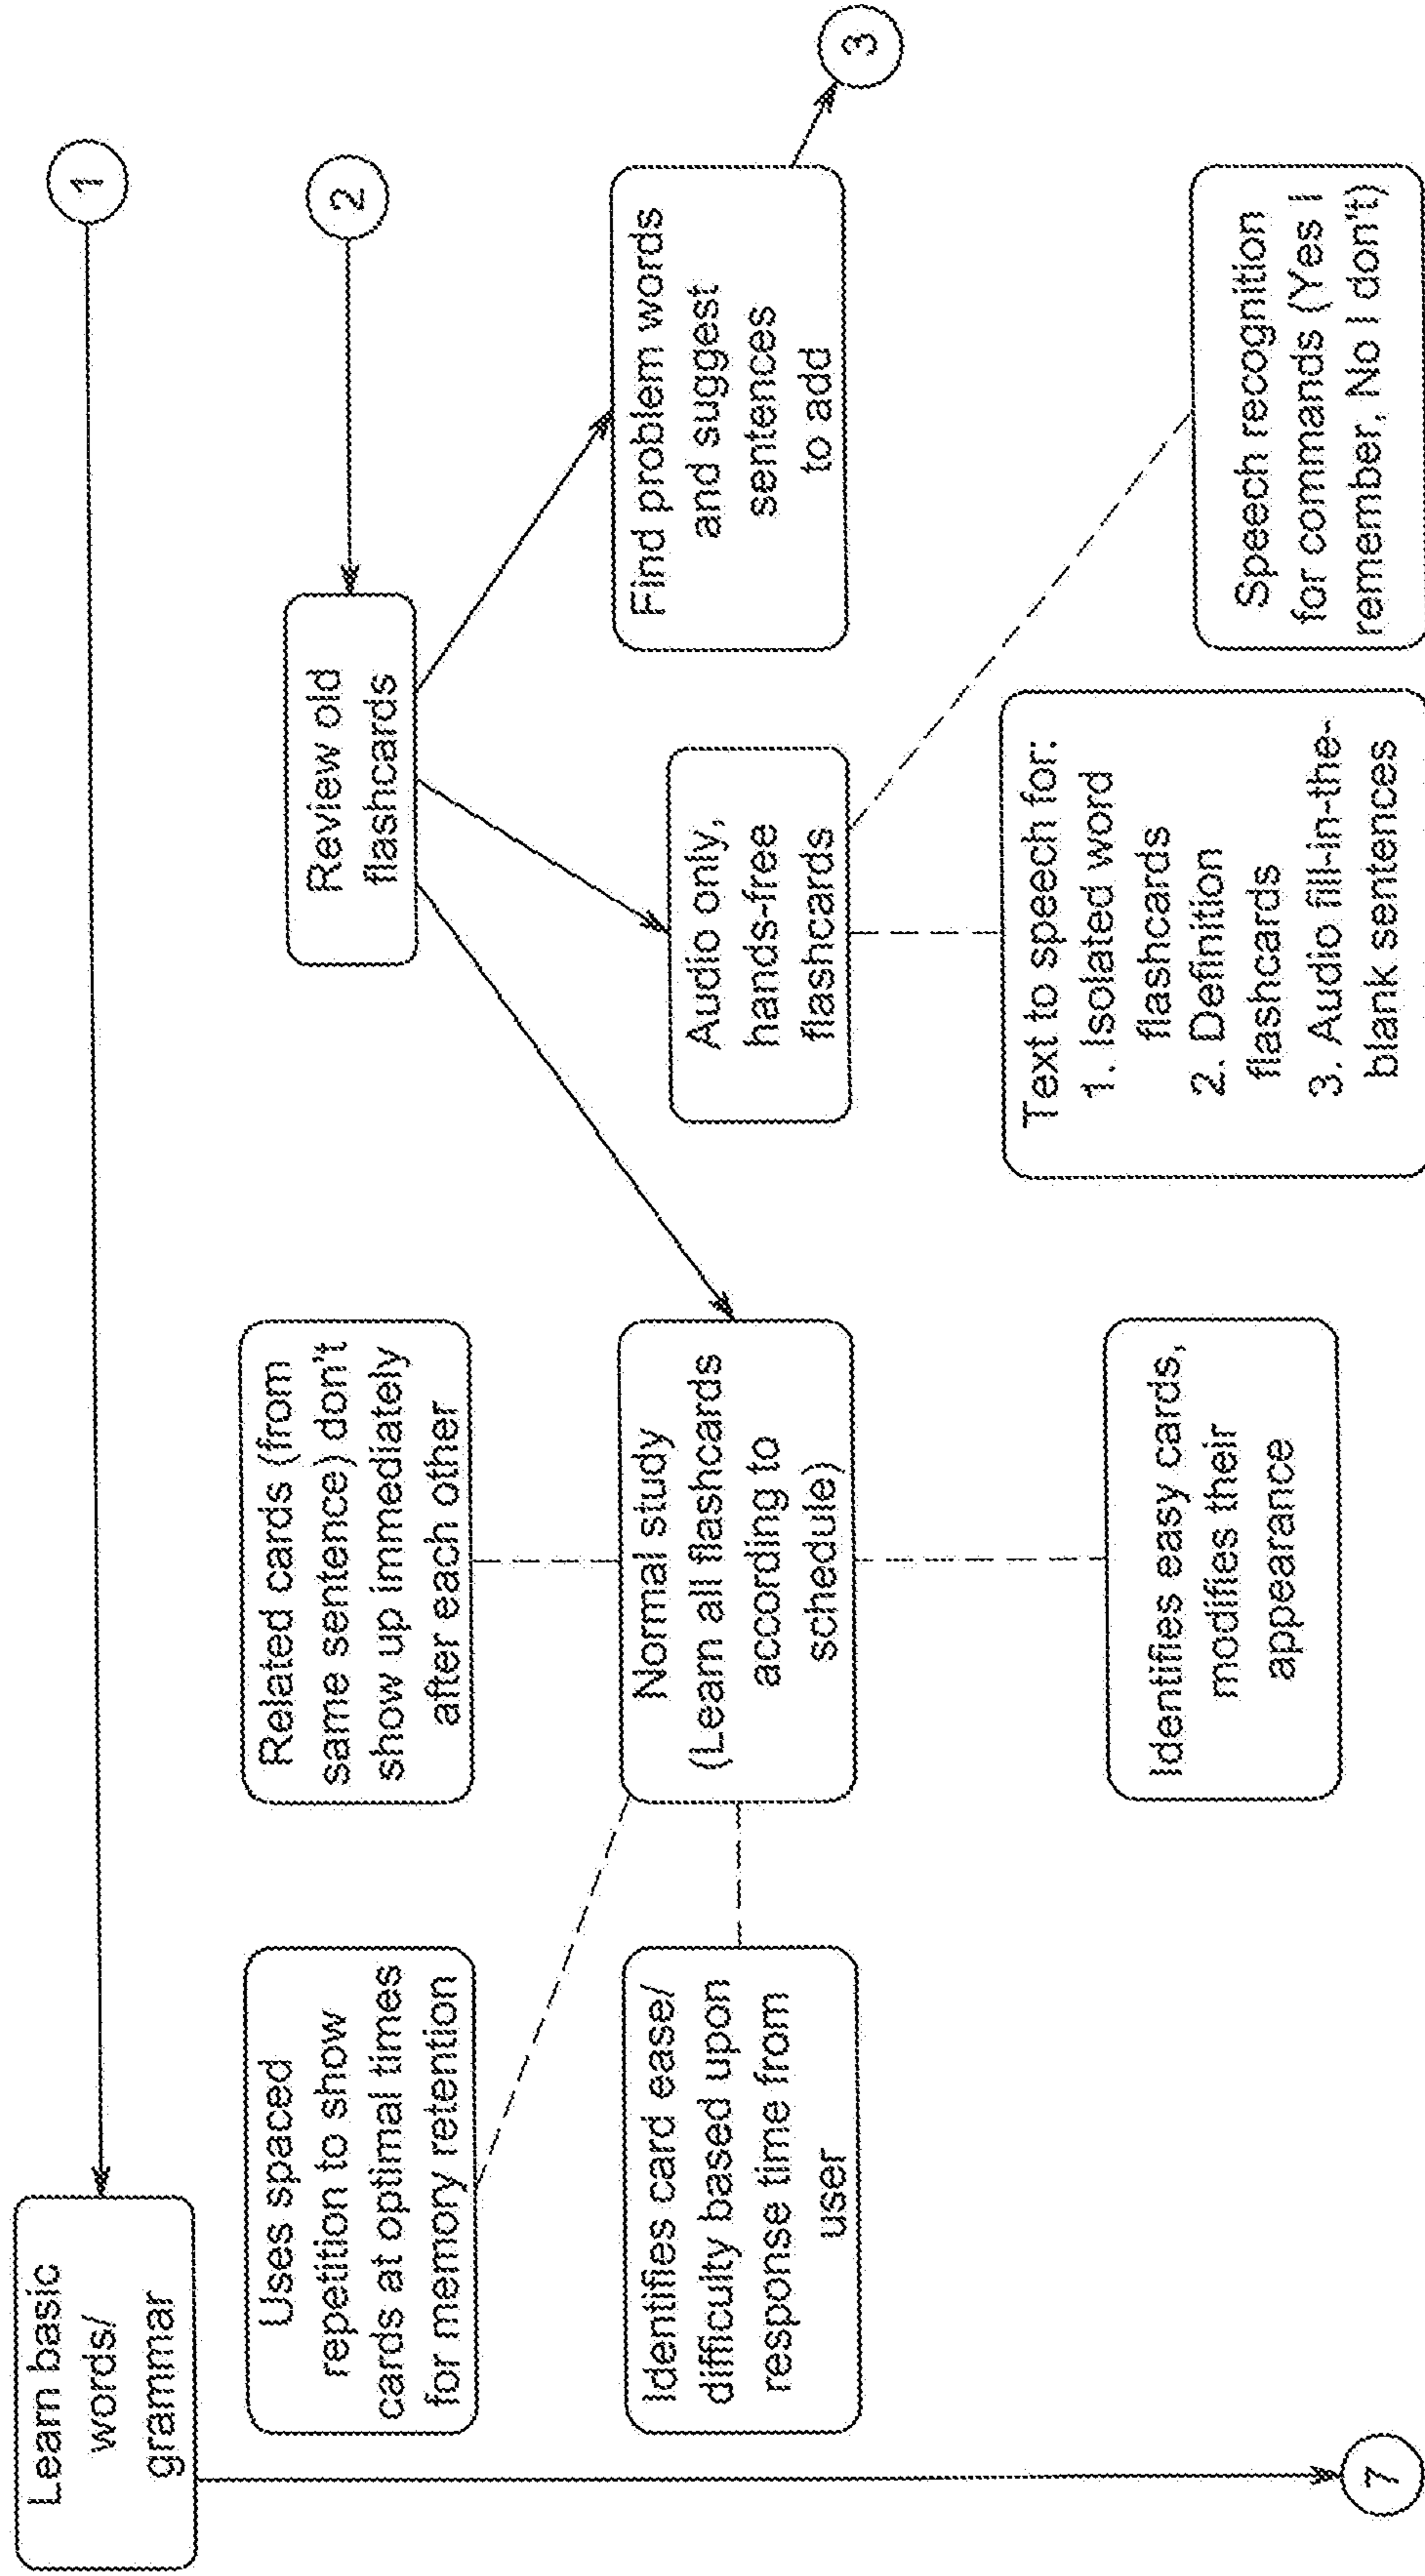 Learn basic
words/
grammar
1
Uses spaced
repetition to show
cards at optimal times
for memory retention
Related cards (from
same sentence) don't
show up immediately
after each other
Review old
flashcards
2
Identifies card ease/
difficulty based upon
response time from
user
Normal study
(Learn all flashcards
according to
schedule)
Audio only,
hands-free
flashcards
Find problem words
and suggest
sentences
to add
3
Identifies easy cards,
modifies their
appearance
Text to speech for:
1. Isolated word
flashcards
2. Definition
flashcards
3. Audio fill-in-the-
blank sentences
Speech recognition
for commands (Yes I
remember, No I don't)
7